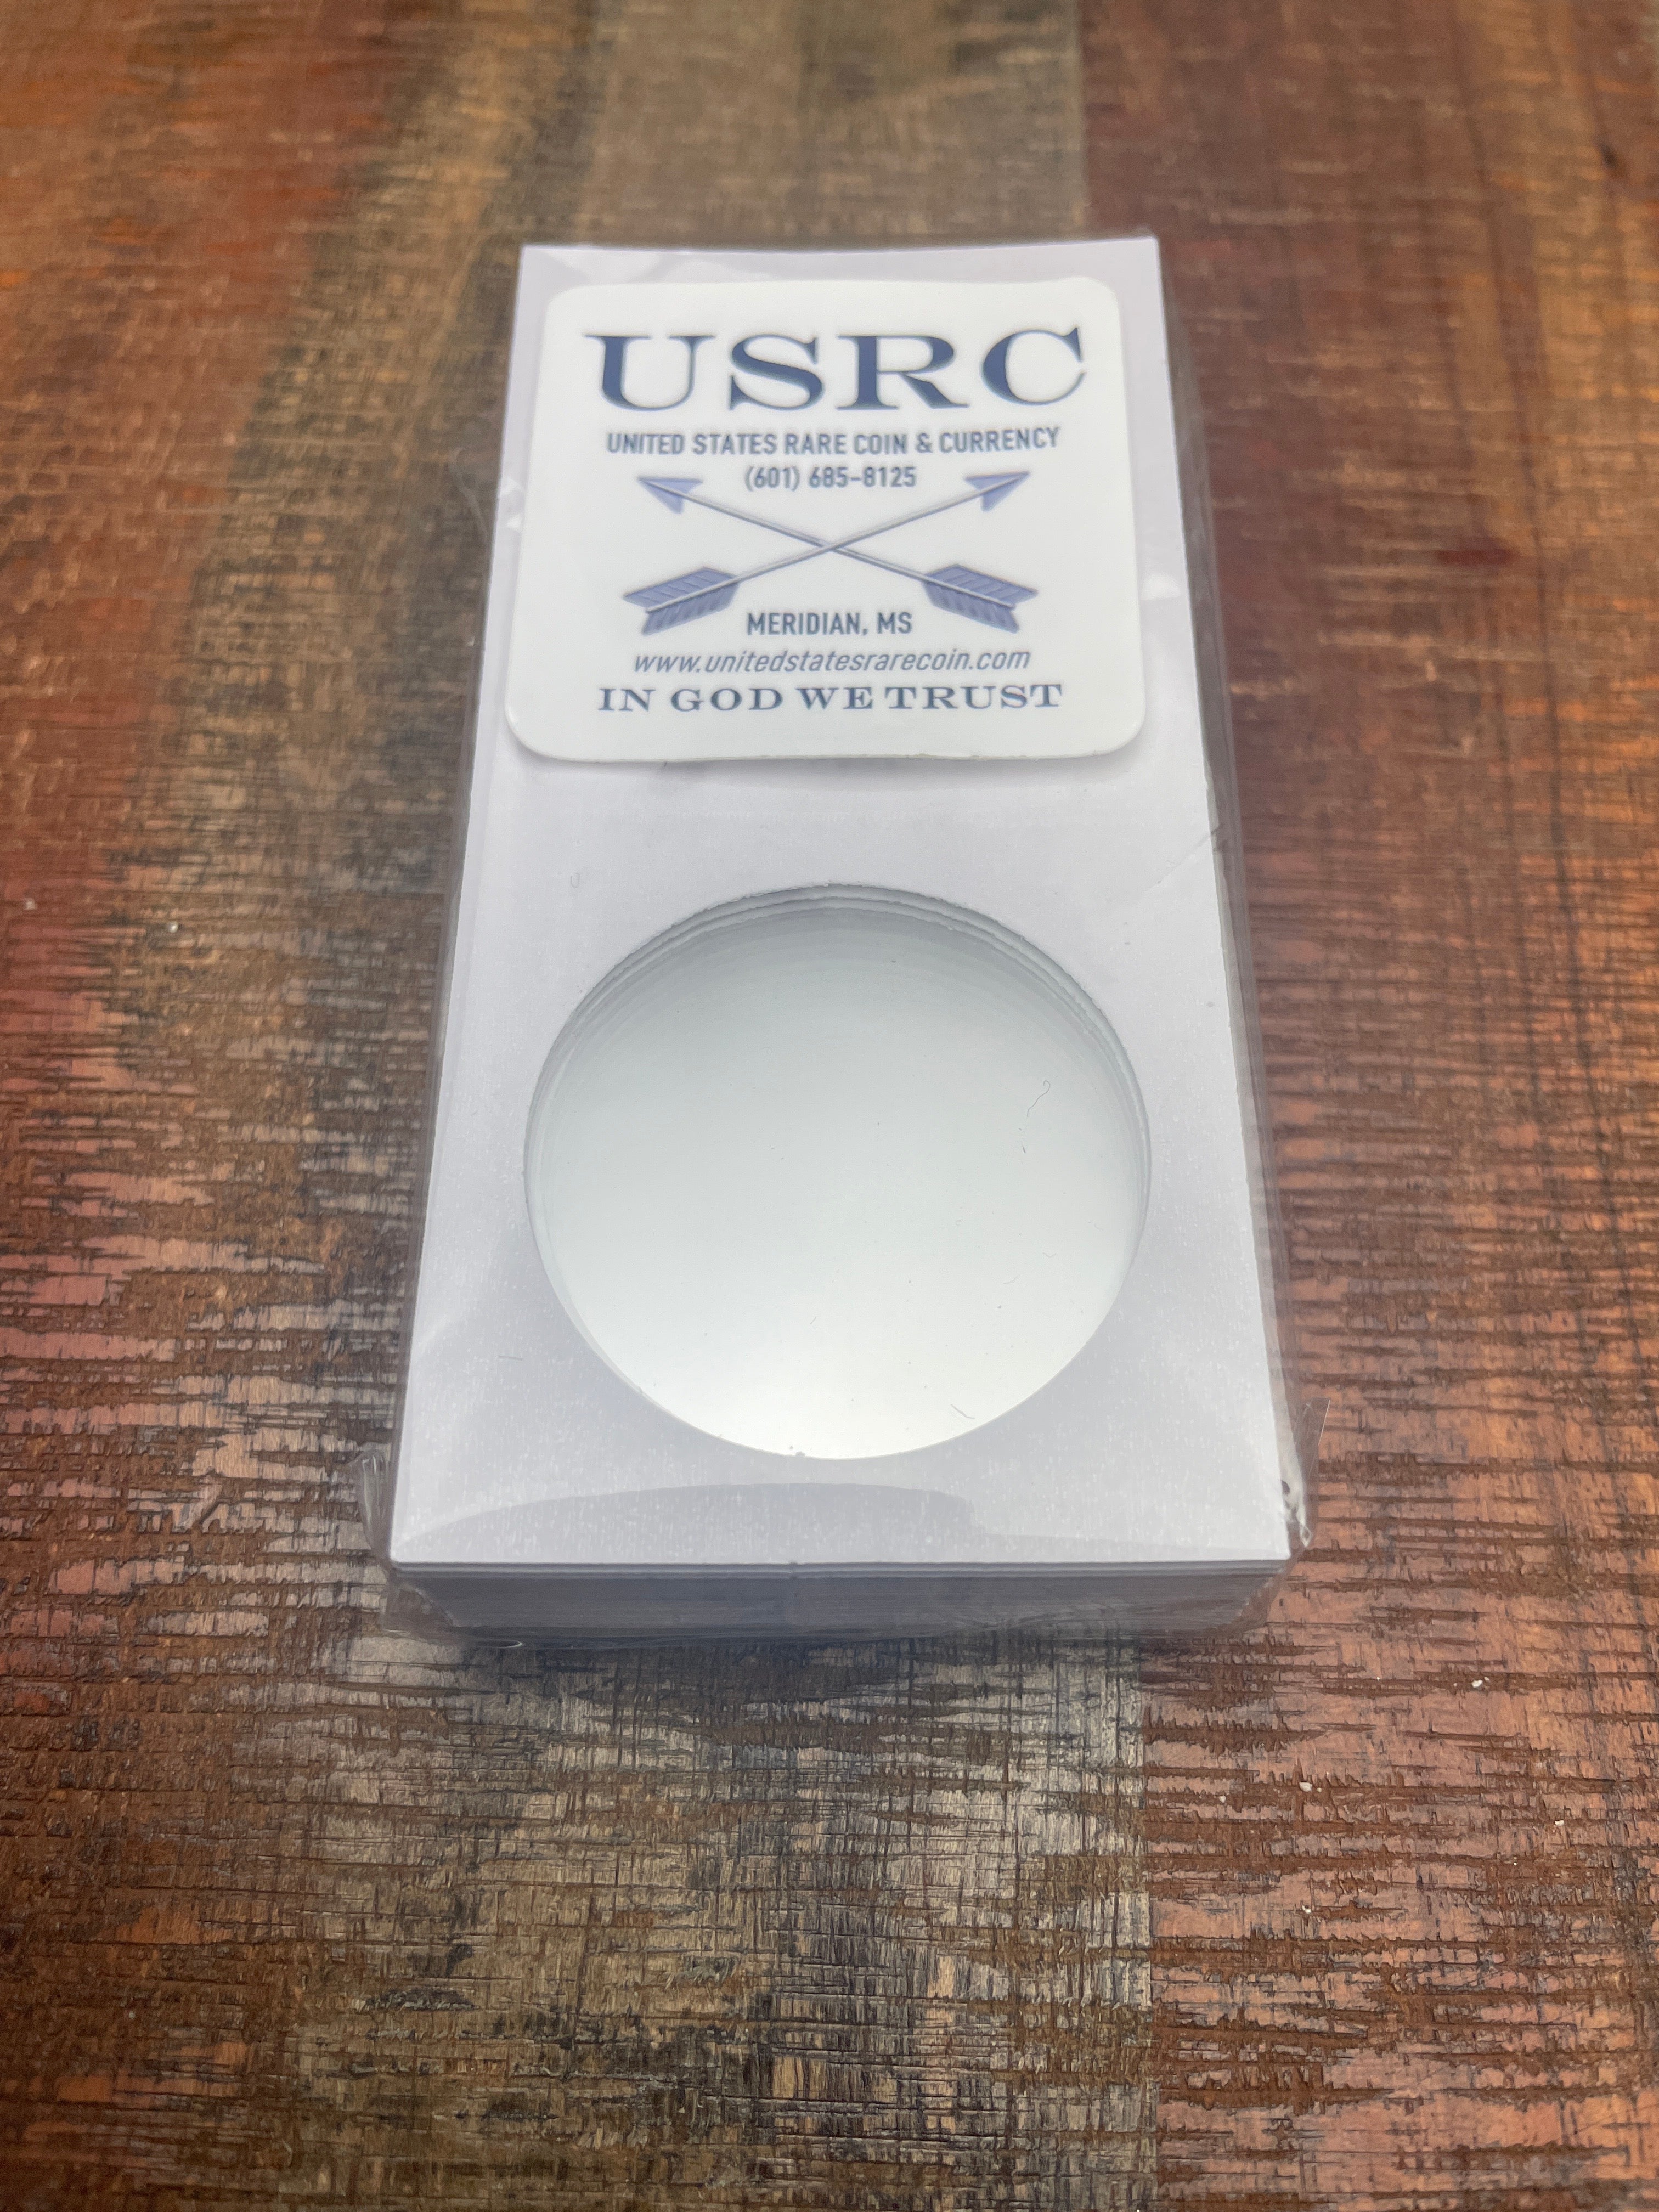 USRC
UNITED STATES RARE COIN & CURRENCY
(601) 685-8125
MERIDIAN, MS
www.unitedstatesrarecoin.com
IN GOD WE TRUST